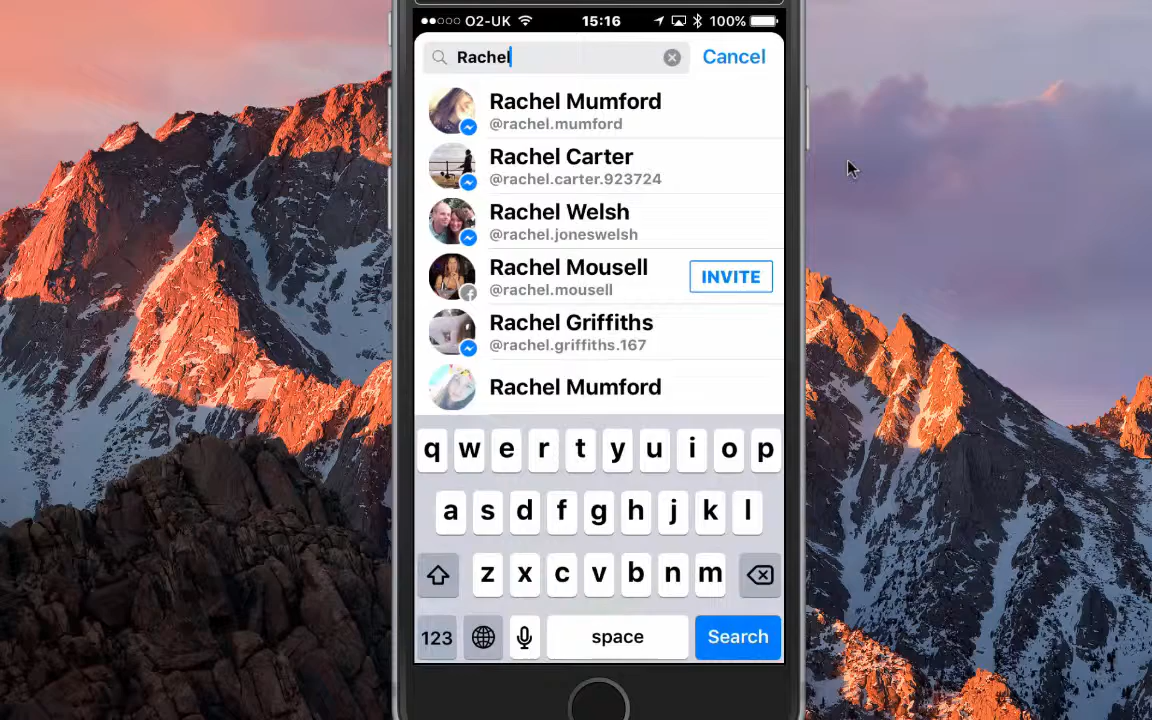 O2-UK 15:16 100%
Rachel Cancel
Rachel Mumford
@rachel.mumford
Rachel Carter
@rachel.carter.923724
Rachel Welsh
@rachel.joneswelsh
Rachel Mousell INVITE
@rachel.mousell
Rachel Griffiths
@rachel.griffiths.167
Rachel Mumford
q w e r t y u i o p
a s d f g h j k l
z x c v b n m
123 space Search